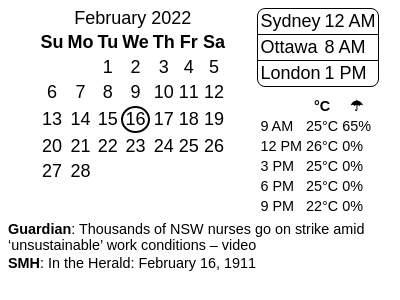 February 2022
Su Mo Tu We Th Fr Sa
1 2 3 4 5
6 7 8 9 10 11 12
13 14 15 16 17 18 19
20 21 22 23 24 25 26
27 28
Sydney 12 AM
Ottawa 8 AM
London 1 PM
°C ☂
9 AM 25°C 65%
12 PM 26°C 0%
3 PM 25°C 0%
6 PM 25°C 0%
9 PM 22°C 0%
Guardian: Thousands of NSW nurses go on strike amid
‘unsustainable’ work conditions – video
SMH: In the Herald: February 16, 1911